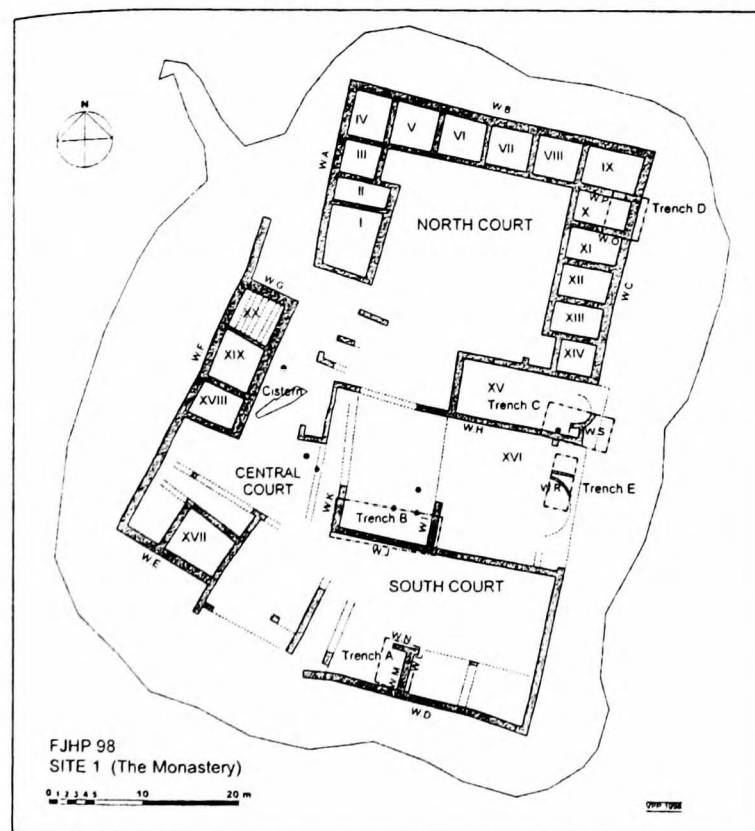 N
W B
IV
V
VI
VII
VIII
IX
W A
III
II
I
W P
X
Trench D
NORTH COURT
W O
XI
XII
W C
XIII
XIV
W G
XX
W F
XIX
XVIII
Cistern
XV
Trench C
W S
W H
XVI
W R
Trench E
CENTRAL
COURT
W K
Trench B
W I
W J
XVII
W E
SOUTH COURT
W N
Trench A
W L
W M
W D
FJHP 98
SITE 1 (The Monastery)
0 1 2 3 4 5 10 20 m